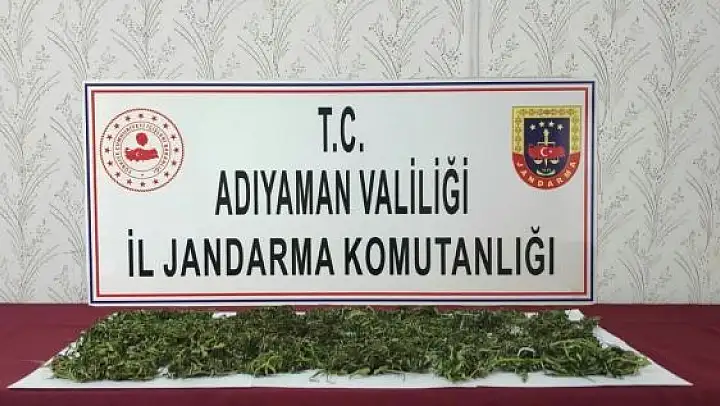 T.C.
ADIYAMAN VALİLİĞİ
İL JANDARMA KOMUTANLIĞI
JANDARMA